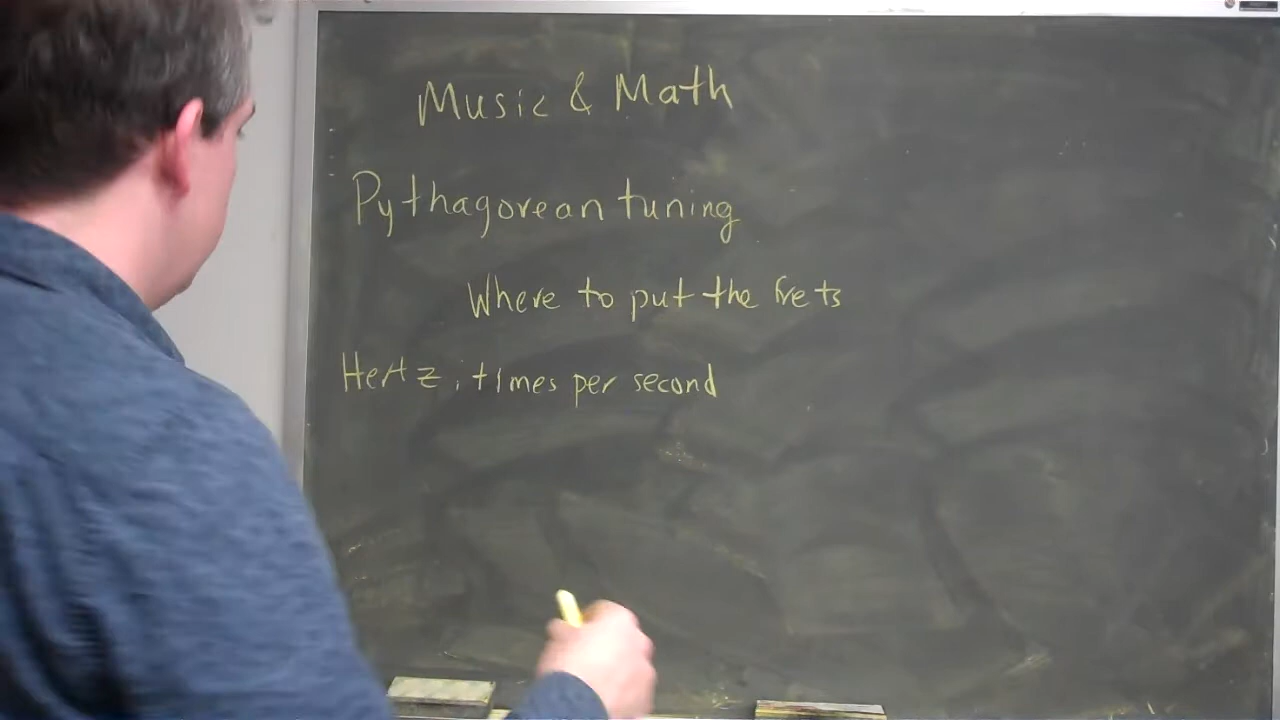 Music & Math
Pythagorean tuning
Where to put the frets
Hertz, times per second